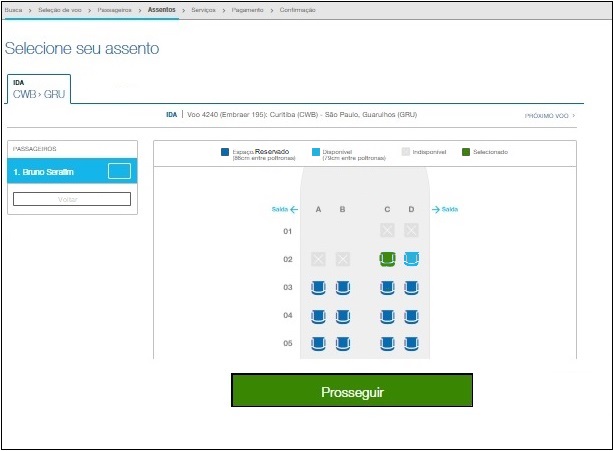 Busca > Seleção de voo > Passageiros > Assentos > Serviços > Pagamento > Confirmação
Selecione seu assento
IDA
CWB > GRU
IDA | Voo 4240 (Embraer 195): Curitiba (CWB) - São Paulo, Guarulhos (GRU)
PRÓXIMO VOO >
PASSAGEIROS
1. Bruno Serafim
Voltar
Espaço Reservado
(86cm entre poltronas)
Disponível
(79cm entre poltronas)
Indisponível
Selecionado
Saída ← A B C D → Saída
01
02
03
04
05
Prosseguir